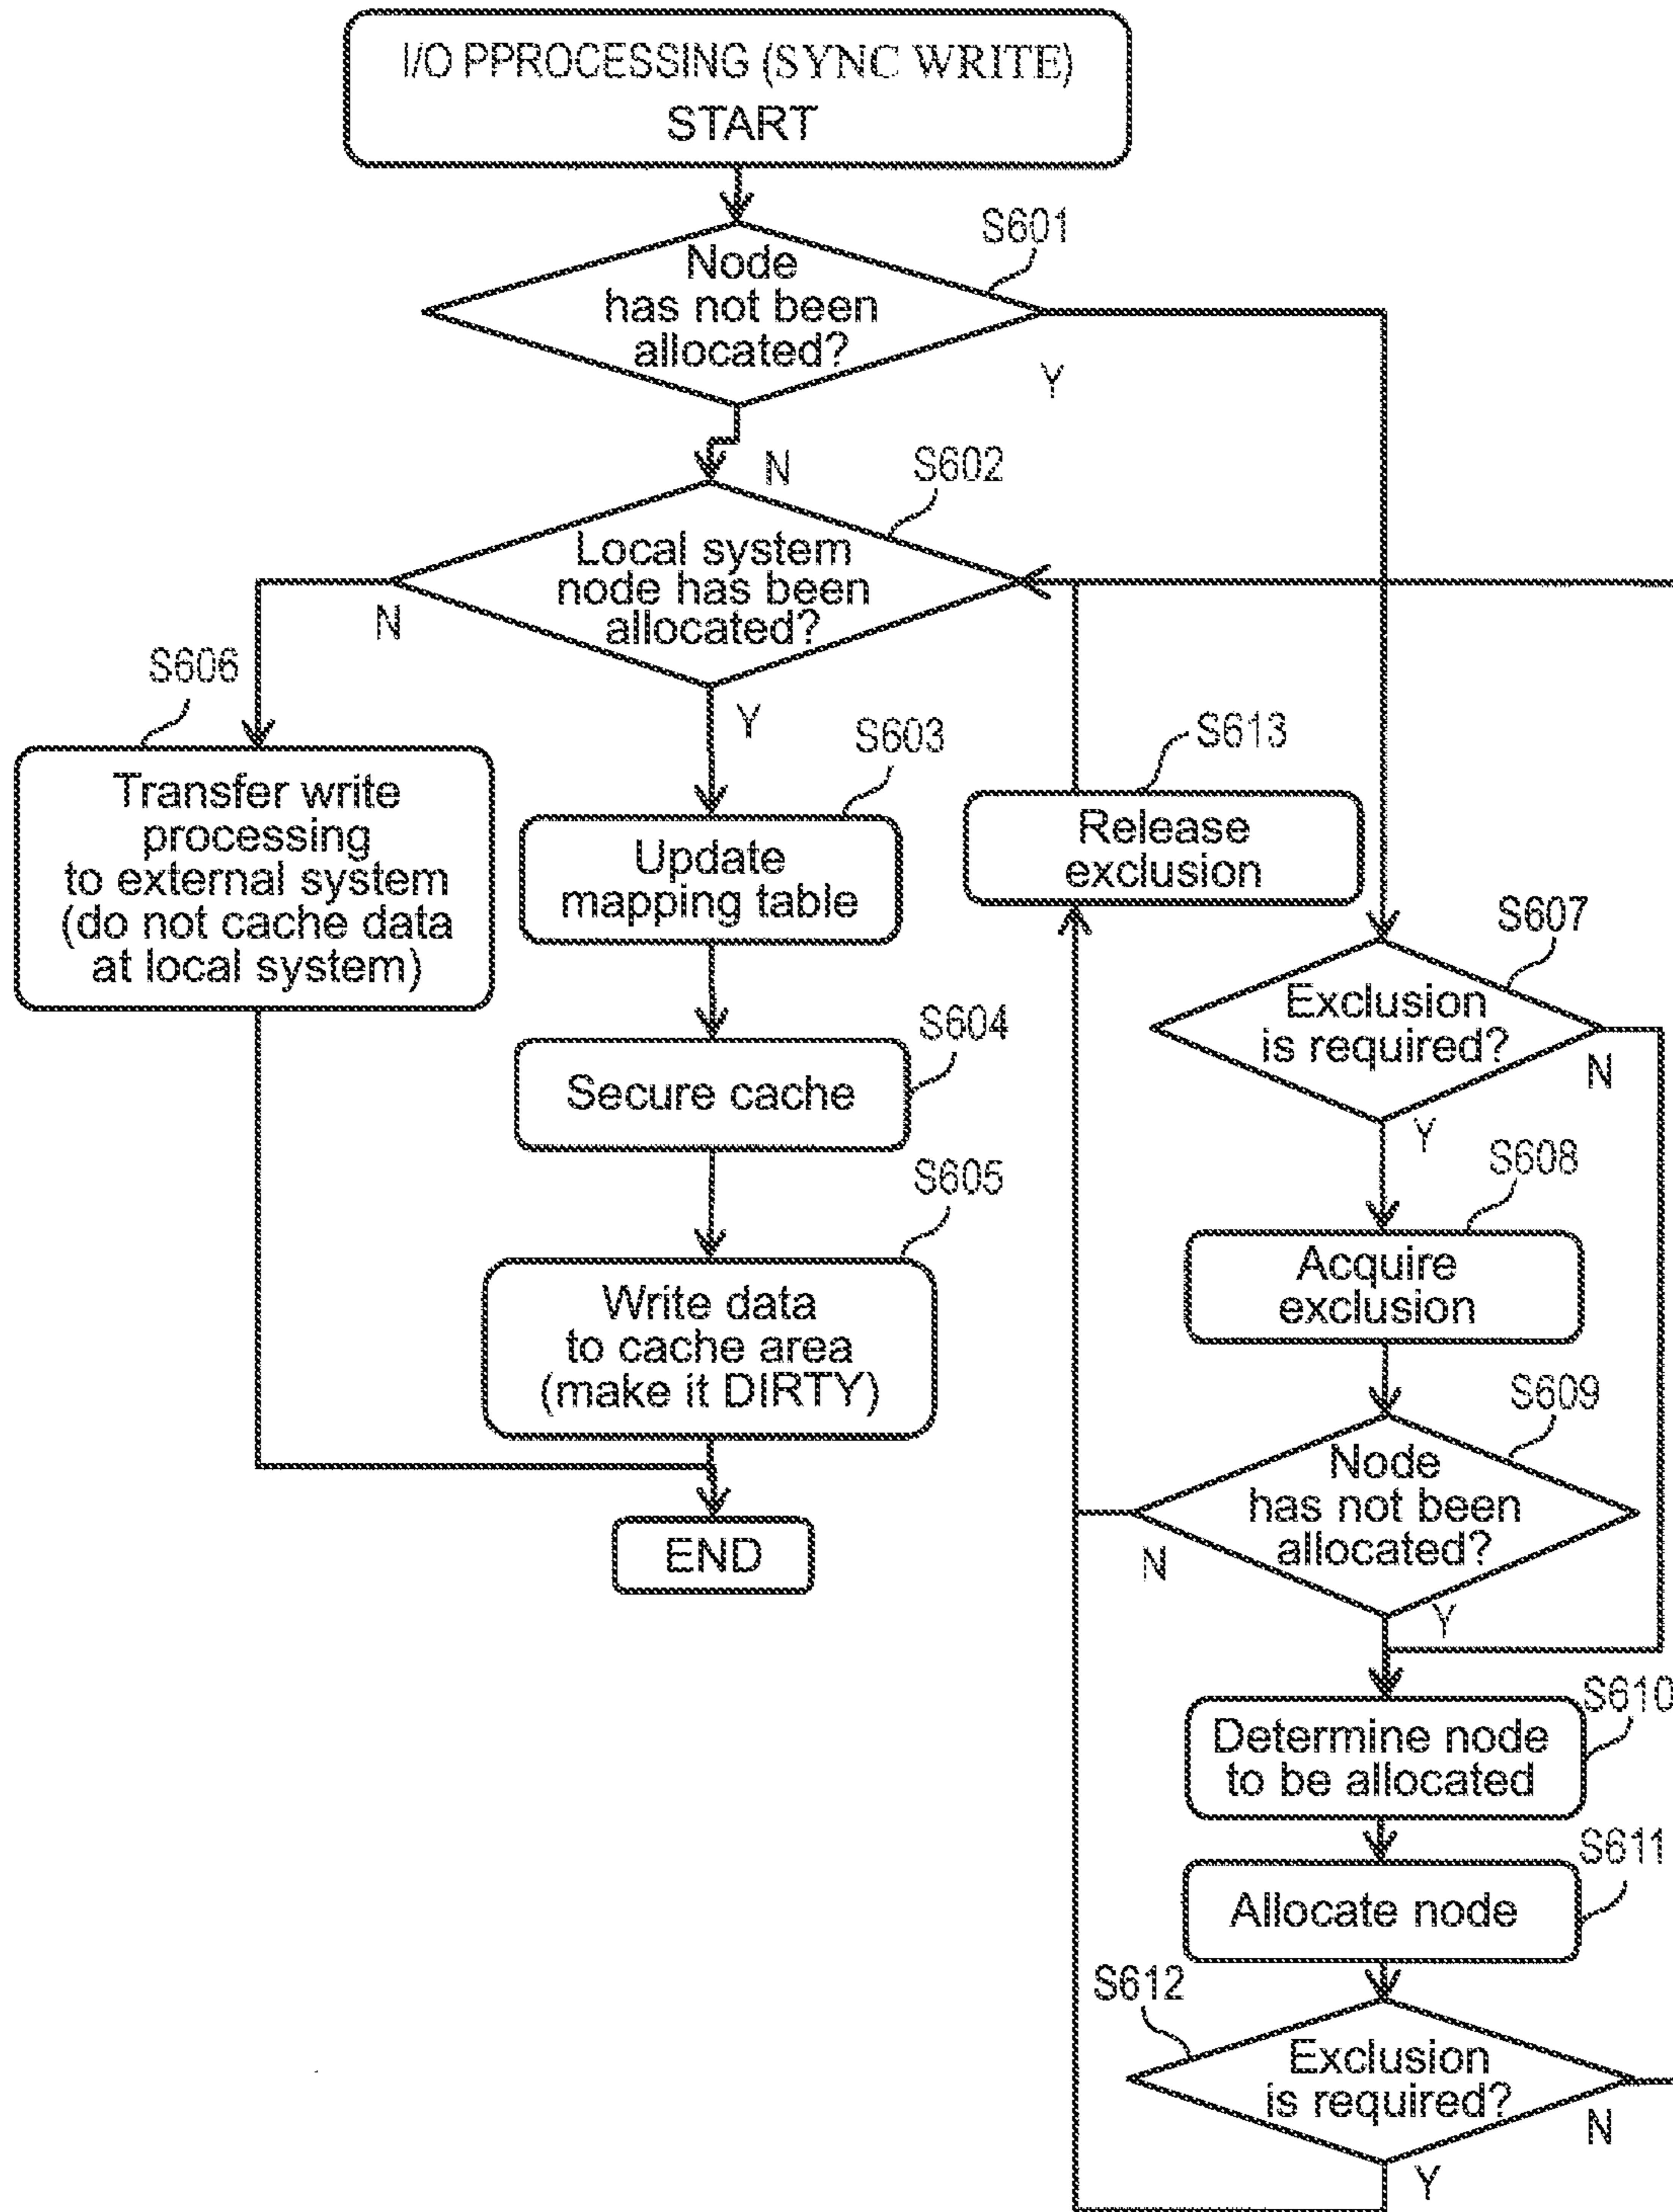 I/O PPROCESSING (SYNC WRITE)
START
S601
Node
has not been
allocated?
Y
N
S602
Local system
node has been
allocated?
N
Y
S606
Transfer write
processing
to external system
(do not cache data
at local system)
S603
Update
mapping table
S604
Secure cache
S605
Write data
to cache area
(make it DIRTY)
END
S613
Release
exclusion
S607
Exclusion
is required?
N
Y
S608
Acquire
exclusion
S609
Node
has not been
allocated?
N
Y
S610
Determine node
to be allocated
S611
Allocate node
S612
Exclusion
is required?
N
Y